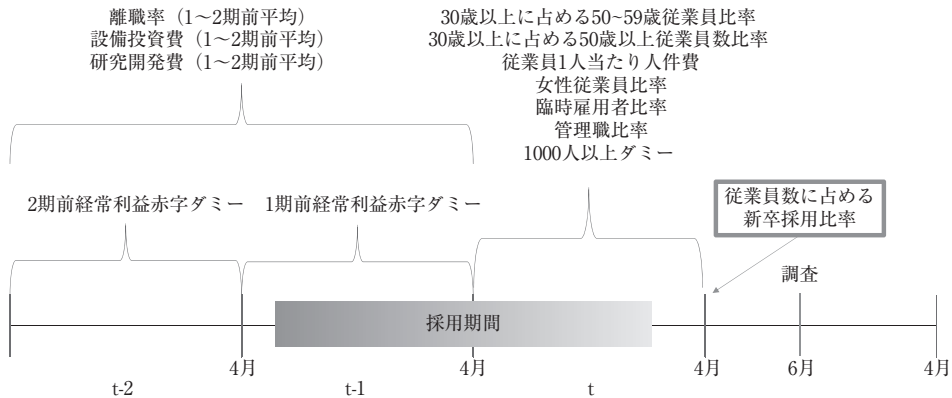 離職率（1～2期前平均）
設備投資費（1～2期前平均）
研究開発費（1～2期前平均）
30歳以上に占める50~59歳従業員比率
30歳以上に占める50歳以上従業員数比率
従業員1人当たり人件費
女性従業員比率
臨時雇用者比率
管理職比率
1000人以上ダミー
2期前経常利益赤字ダミー
1期前経常利益赤字ダミー
従業員数に占める
新卒採用比率
調査
採用期間
4月
4月
4月
6月
4月
t-2
t-1
t